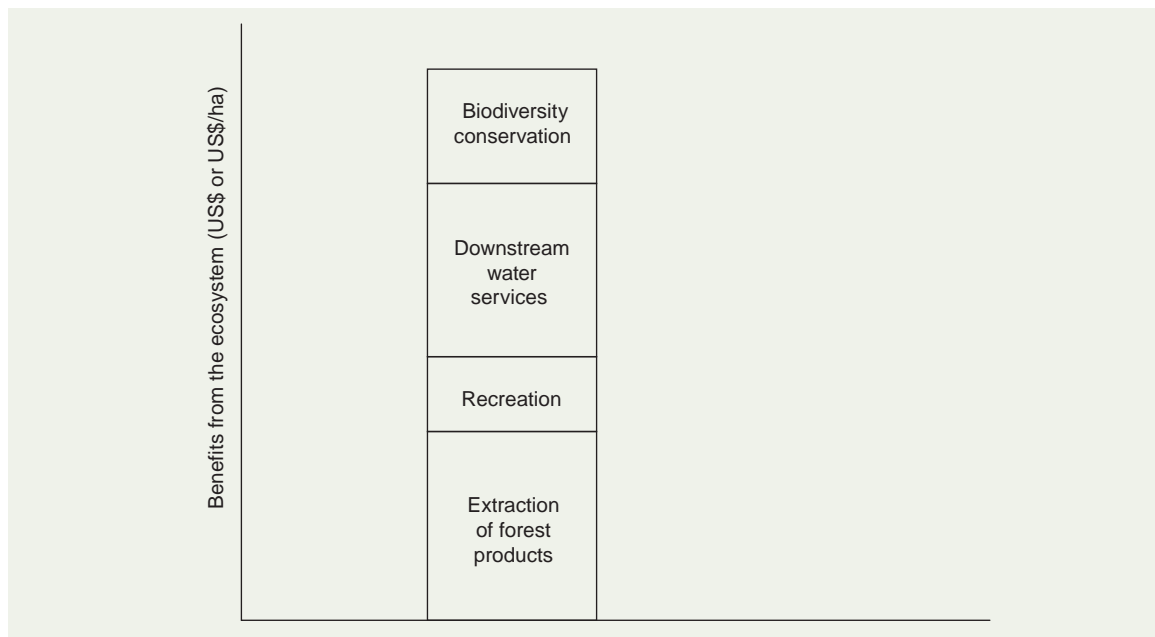 Benefits from the ecosystem (US$ or US$/ha)
Biodiversity
conservation
Downstream
water
services
Recreation
Extraction
of forest
products